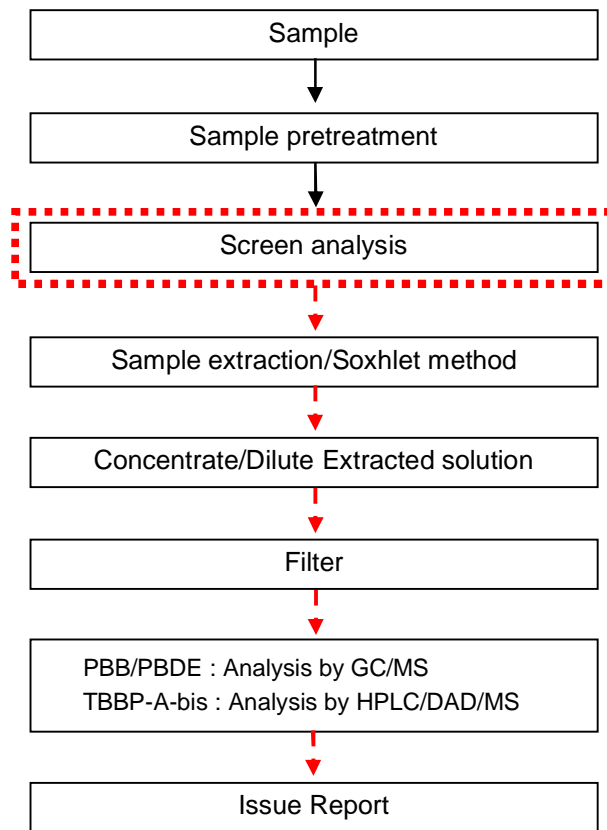 Sample
Sample pretreatment
Screen analysis
Sample extraction/Soxhlet method
Concentrate/Dilute Extracted solution
Filter
PBB/PBDE : Analysis by GC/MS
TBBP-A-bis : Analysis by HPLC/DAD/MS
Issue Report